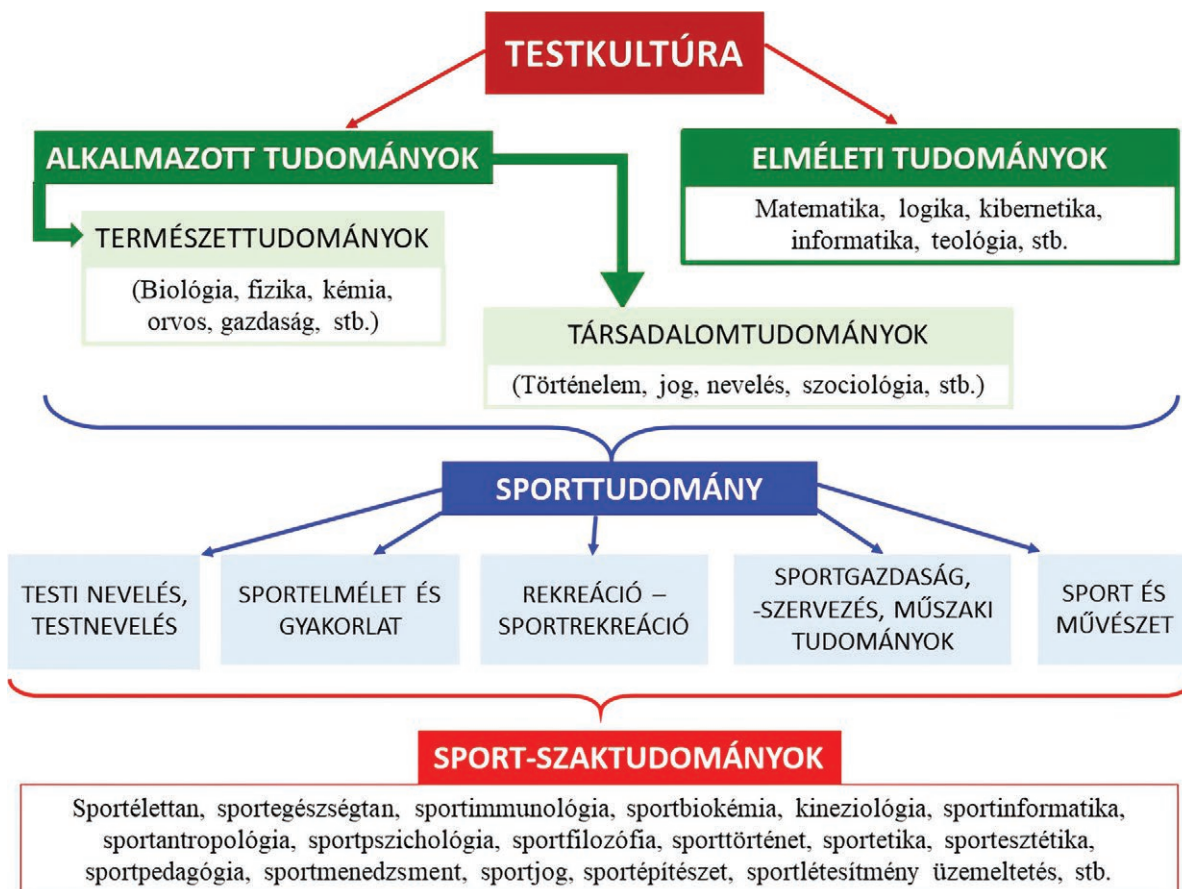 TESTKULTÚRA
ALKALMAZOTT TUDOMÁNYOK
ELMÉLETI TUDOMÁNYOK
Matematika, logika, kibernetika,
informatika, teológia, stb.
TERMÉSZETTUDOMÁNYOK
(Biológia, fizika, kémia,
orvos, gazdaság, stb.)
TÁRSADALOMTUDOMÁNYOK
(Történelem, jog, nevelés, szociológia, stb.)
SPORTTUDOMÁNY
TESTI NEVELÉS,
TESTNEVELÉS
SPORTELMÉLET ÉS
GYAKORLAT
REKREÁCIÓ –
SPORTREKREÁCIÓ
SPORTGAZDASÁG,
-SZERVEZÉS, MŰSZAKI
TUDOMÁNYOK
SPORT ÉS
MŰVÉSZET
SPORT-SZAKTUDOMÁNYOK
Sportélettan, sportegészségtan, sportimmunológia, sportbiokémia, kineziológia, sportinformatika,
sportantropológia, sportpszichológia, sportfilozófia, sporttörténet, sportetika, sportesztétika,
sportpedagógia, sportmenedzsment, sportjog, sportépítészet, sportlétesítmény üzemeltetés, stb.